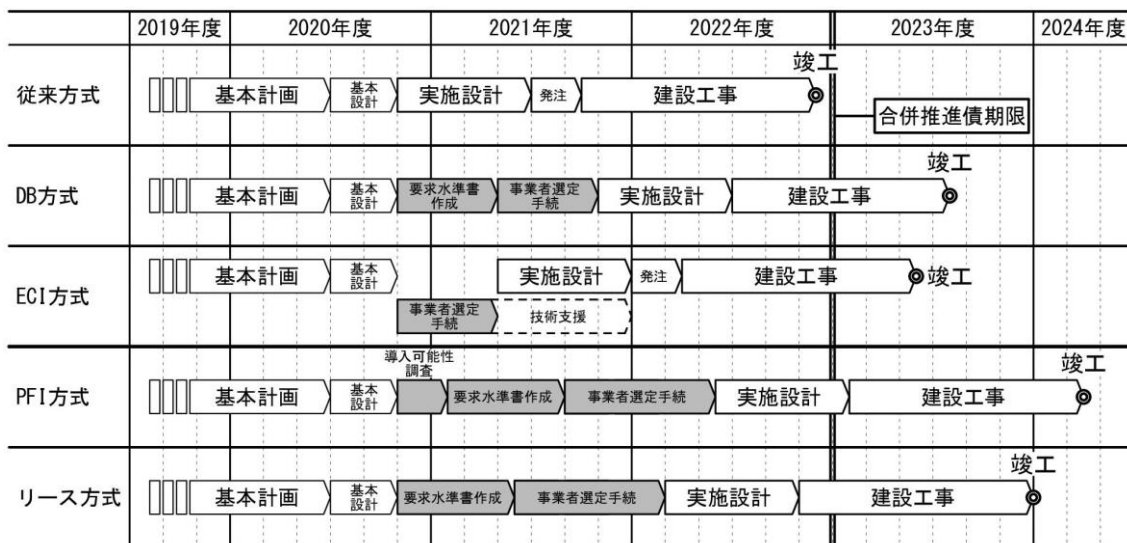 2019年度 2020年度 2021年度 2022年度 2023年度 2024年度
竣工
従来方式 基本計画 基本 実施設計 発注 建設工事
設計
合併推進債期限
竣工
DB方式 基本計画 基本 要求水準書 事業者選定 実施設計 建設工事
設計 作成 手続
ECI方式 基本計画 基本 実施設計 発注 建設工事 竣工
設計
事業者選定 技術支援
手続
導入可能性
調査
竣工
PFI方式 基本計画 基本 要求水準書作成 事業者選定手続 実施設計 建設工事
設計
竣工
リース方式 基本計画 基本 要求水準書作成 事業者選定手続 実施設計 建設工事
設計